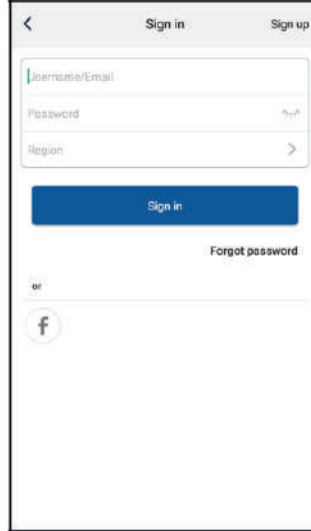 Sign in Sign up
Username/Email
Password
Region
Sign in
Forgot password
or
f